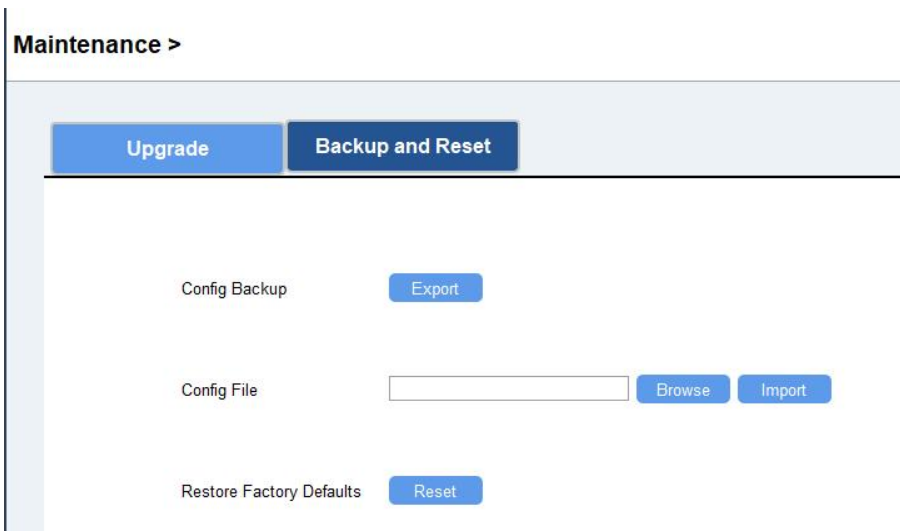 Maintenance >
Upgrade
Backup and Reset
Config Backup
Export
Config File
Browse
Import
Restore Factory Defaults
Reset